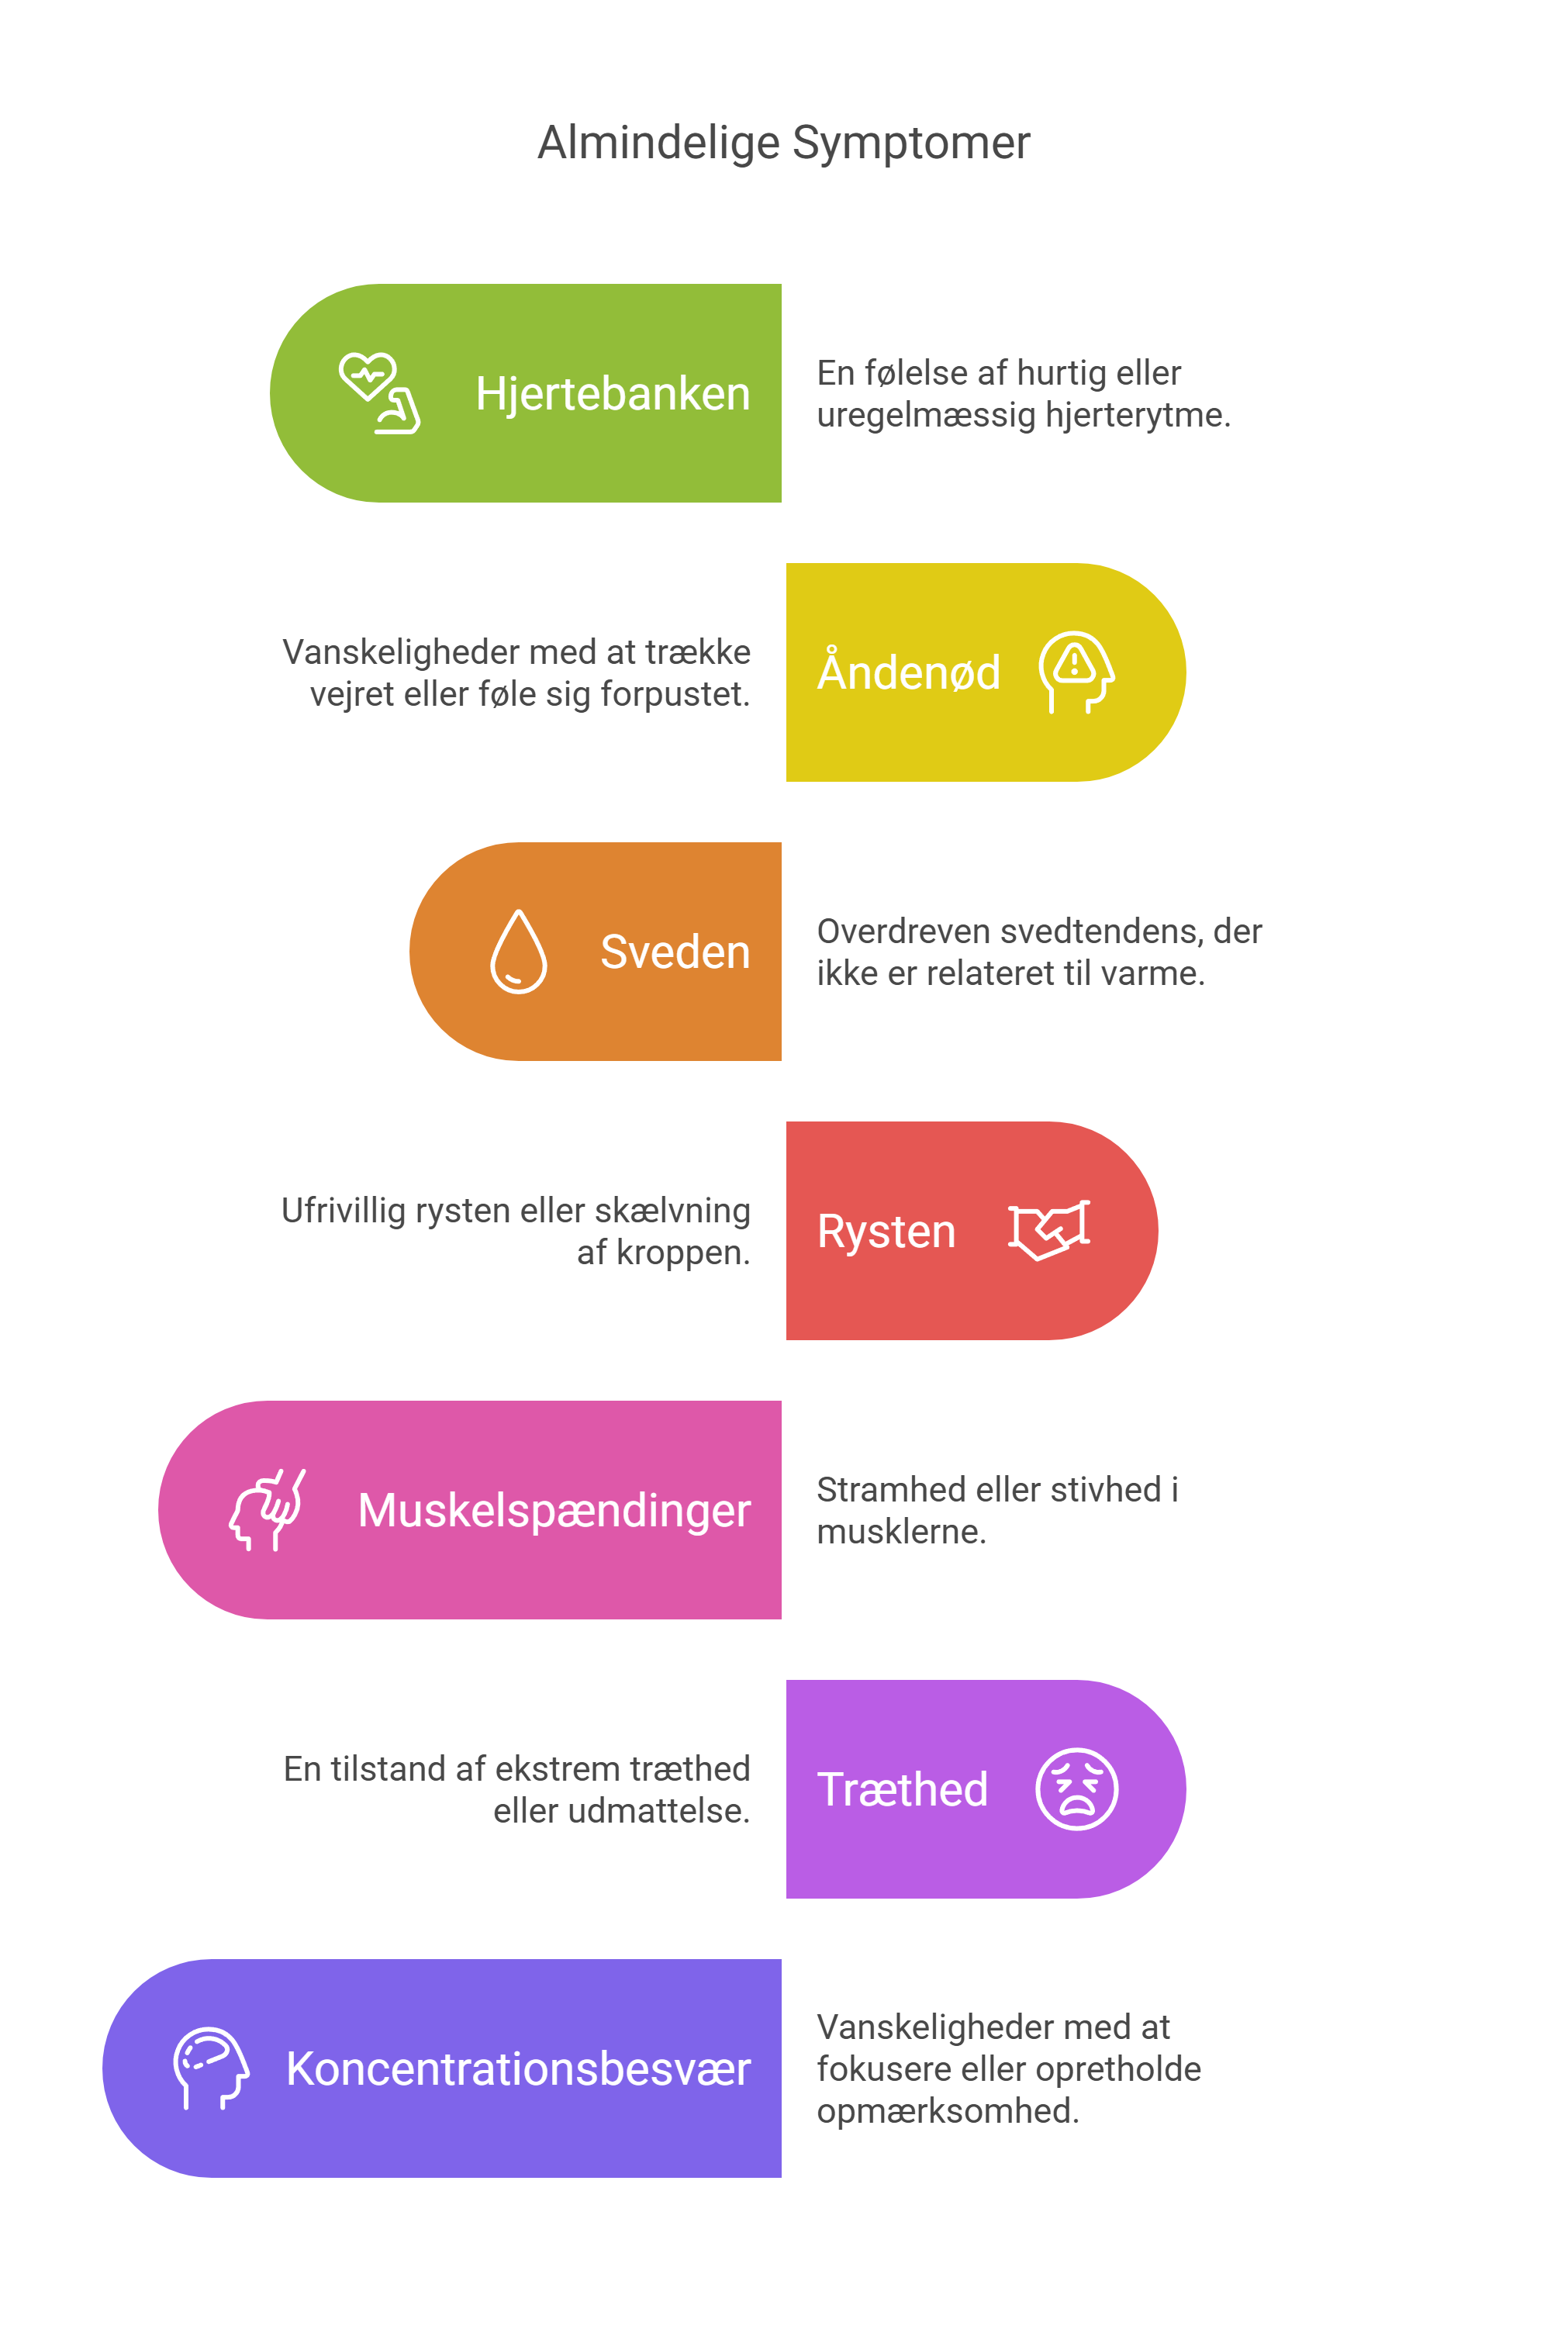 Almindelige Symptomer
Hjertebanken
En følelse af hurtig eller
uregelmæssig hjerterytme.
Vanskeligheder med at trække
vejret eller føle sig forpustet.
Åndenød
Sveden
Overdreven svedtendens, der
ikke er relateret til varme.
Ufrivillig rysten eller skælvning
af kroppen.
Rysten
Muskelspændinger
Stramhed eller stivhed i
musklerne.
En tilstand af ekstrem træthed
eller udmattelse.
Træthed
Koncentrationsbesvær
Vanskeligheder med at
fokusere eller opretholde
opmærksomhed.